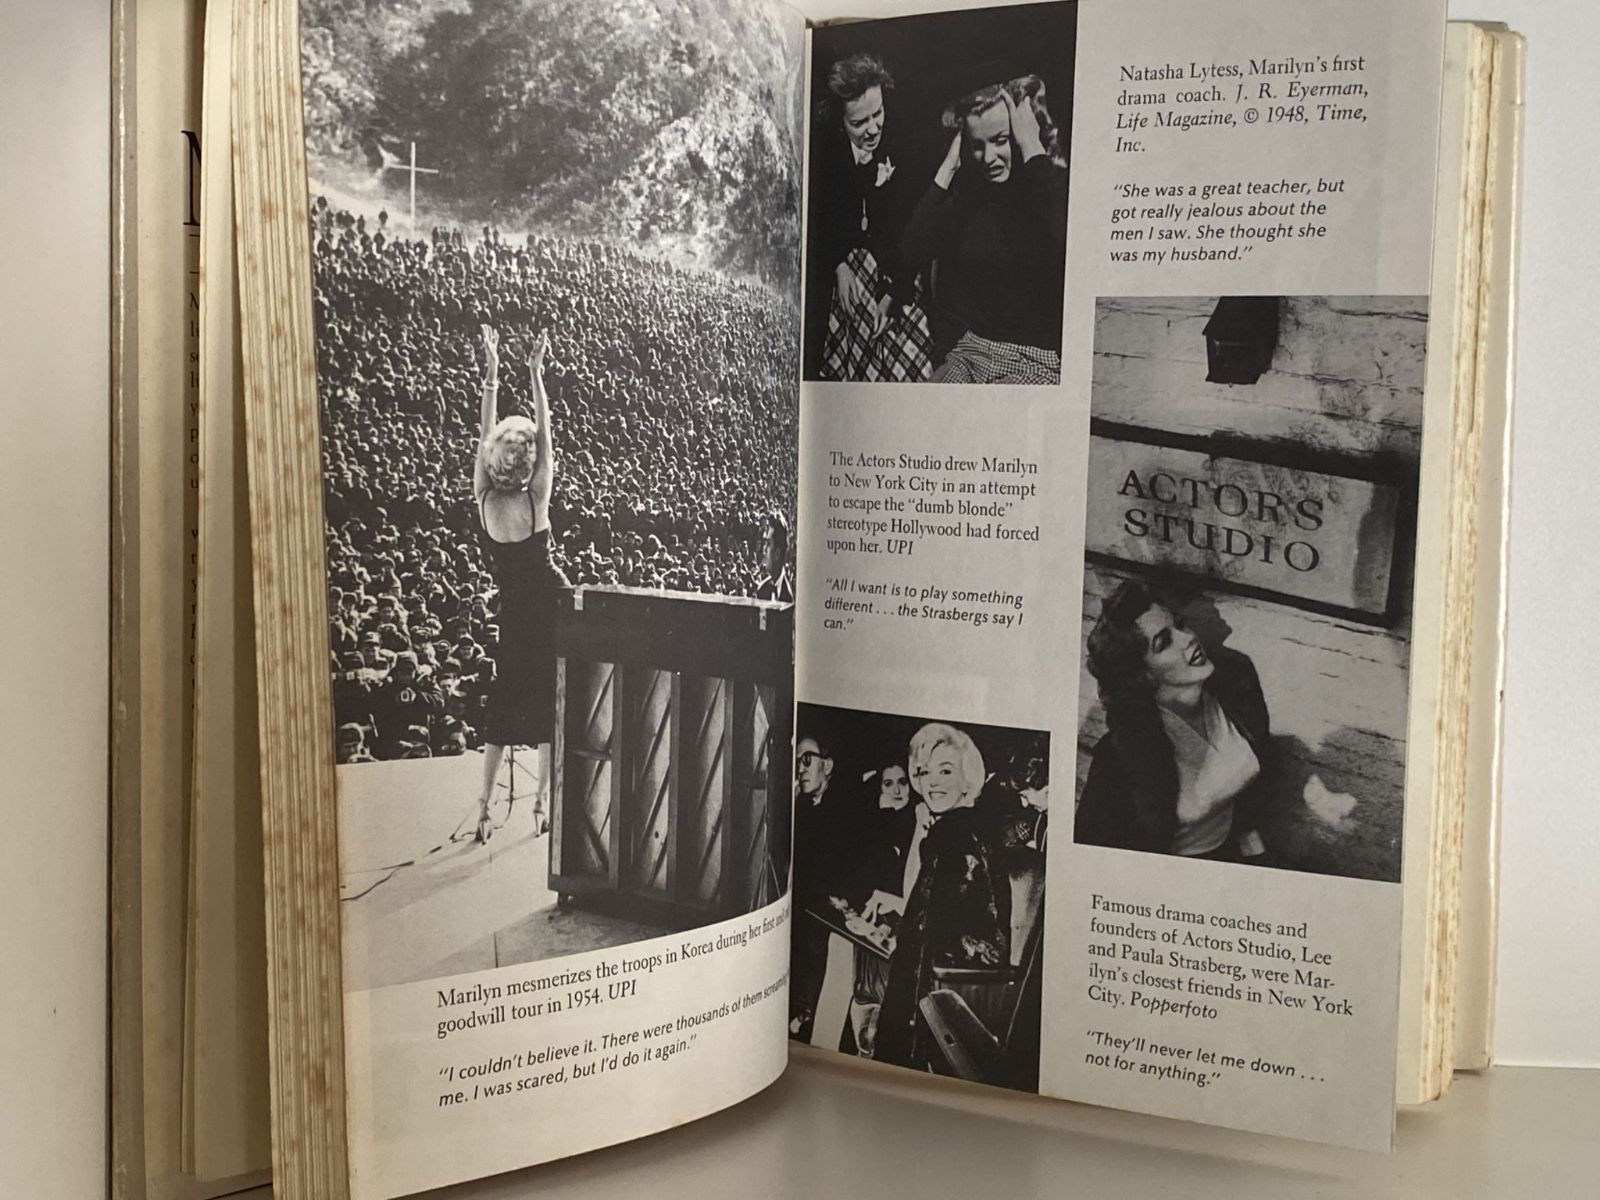 Marilyn mesmerizes the troops in Korea during her first and
goodwill tour in 1954. UPI
"I couldn't believe it. There were thousands of them screaming
me. I was scared, but I'd do it again."
Natasha Lytess, Marilyn's first
drama coach. J. R. Eyerman,
Life Magazine, © 1948, Time,
Inc.
"She was a great teacher, but
got really jealous about the
men I saw. She thought she
was my husband."
The Actors Studio drew Marilyn
to New York City in an attempt
to escape the "dumb blonde"
stereotype Hollywood had forced
upon her. UPI
"All I want is to play something
different . . . the Strasbergs say I
can."
ACTORS
STUDIO
Famous drama coaches and
founders of Actors Studio, Lee
and Paula Strasberg, were Mar-
ilyn's closest friends in New York
City. Popperfoto
"They'll never let me down . . .
not for anything."